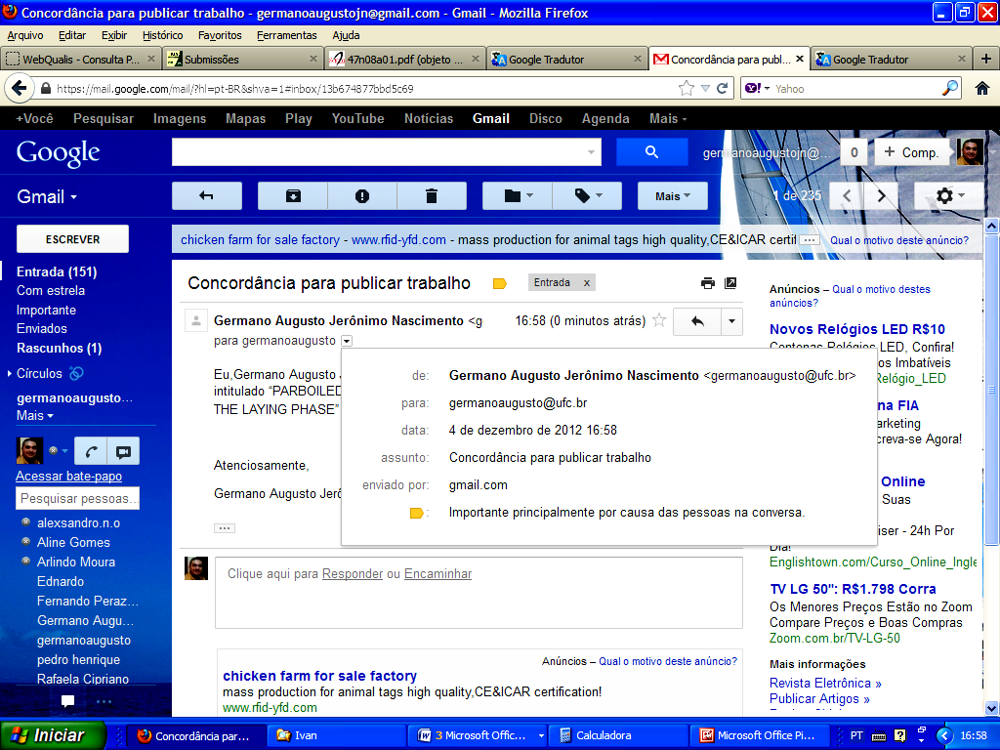 Concordância para publicar trabalho - germanoaugustojn@gmail.com - Gmail - Mozilla Firefox
Arquivo Editar Exibir Histórico Favoritos Ferramentas Ajuda
WebQualis - Consulta P... Submissões 47n08a01.pdf (objeto ... Google Tradutor Concordância para publ... Google Tradutor
https://mail.google.com/mail/?hl=pt-BR&shva=1#inbox/13b674877bbd5c69 Yahoo
+Você Pesquisar Imagens Mapas Play YouTube Notícias Gmail Disco Agenda Mais
Google germanoaugustojn@... 0 + Comp.
Gmail Mais 1 de 235
ESCREVER
chicken farm for sale factory - www.rfid-yfd.com - mass production for animal tags high quality,CE&ICAR certif ... Qual o motivo deste anúncio?
Entrada (151)
Com estrela
Importante
Enviados
Rascunhos (1)
Círculos
germanoaugusto...
Mais
Acessar bate-papo
Pesquisar pessoas...
alexsandro.n.o
Aline Gomes
Arlindo Moura
Ednardo
Fernando Peraz...
Germano Augu...
germanoaugusto
pedro henrique
Rafaela Cipriano
Concordância para publicar trabalho Entrada x
Germano Augusto Jerônimo Nascimento <g 16:58 (0 minutos atrás)
para germanoaugusto
Eu,Germano Augusto
intitulado “PARBOILED
THE LAYING PHASE”
Atenciosamente,
Germano Augusto Jerô
...
de: Germano Augusto Jerônimo Nascimento <germanoaugusto@ufc.br>
para: germanoaugusto@ufc.br
data: 4 de dezembro de 2012 16:58
assunto: Concordância para publicar trabalho
enviado por: gmail.com
: Importante principalmente por causa das pessoas na conversa.
Clique aqui para Responder ou Encaminhar
Anúncios – Qual o motivo deste anúncio?
chicken farm for sale factory
mass production for animal tags high quality,CE&ICAR certification!
www.rfid-yfd.com
Anúncios – Qual o motivo destes
anúncios?
Novos Relógios LED R$10
Centenas Relógios LED, Confira!
os Imbatíveis
Relógio_LED
na FIA
arketing
creva-se Agora!
Online
Suas
iser - 24h Por
Dia!
Englishtown.com/Curso_Online_Ingle
TV LG 50": R$1.798 Corra
Os Menores Preços Estão no Zoom
Compare Preços e Boas Compras
Zoom.com.br/TV-LG-50
Mais informações
Revista Eletrônica »
Publicar Artigos »
Iniciar Concordância par... Ivan 3 Microsoft Offic... Calculadora Microsoft Office Pi... PT 16:58